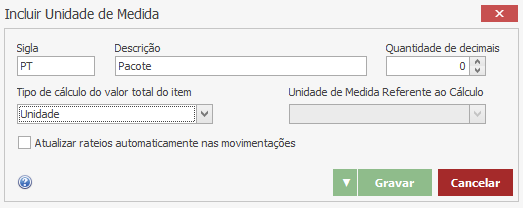 Incluir Unidade de Medida
Sigla Descrição Quantidade de decimais
PT Pacote 0
Tipo de cálculo do valor total do item Unidade de Medida Referente ao Cálculo
Unidade
Atualizar rateios automaticamente nas movimentações
? Gravar Cancelar